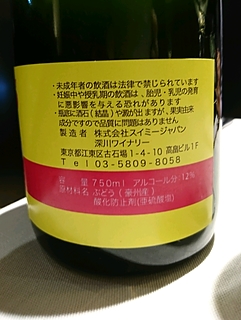 ・未成年者の飲酒は法律で禁じられています
・妊娠中や授乳期の飲酒は、胎児・乳児の発育
に悪影響を与える恐れがあります
・瓶底に酒石(結晶)や澱が出ますが、果実由来
成分ですので品質に問題はありません
製造者 株式会社スイミージャパン
深川ワイナリー
東京都江東区古石場1-4-10 高畠ビル1F
Tel 03-5809-8058
容量 750ml アルコール分 12%
原材料名 ぶどう(豪州産)
酸化防止剤(亜硫酸塩)